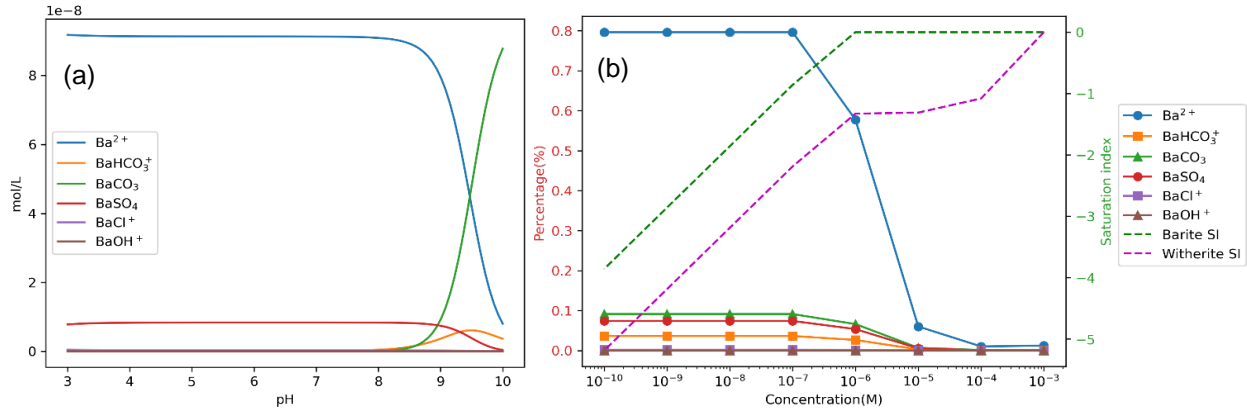 1e−8
(a)
mol/L
8
6
4
2
0
Ba²⁺
BaHCO₃⁺
BaCO₃
BaSO₄
BaCl⁺
BaOH⁺
3 4 5 6 7 8 9 10
pH
(b)
Percentage(%)
0.8
0.7
0.6
0.5
0.4
0.3
0.2
0.1
0.0
10⁻¹⁰ 10⁻⁹ 10⁻⁸ 10⁻⁷ 10⁻⁶ 10⁻⁵ 10⁻⁴ 10⁻³
Concentration(M)
0
−1
−2
−3
−4
−5
Saturation index
Ba²⁺
BaHCO₃⁺
BaCO₃
BaSO₄
BaCl⁺
BaOH⁺
Barite SI
Witherite SI